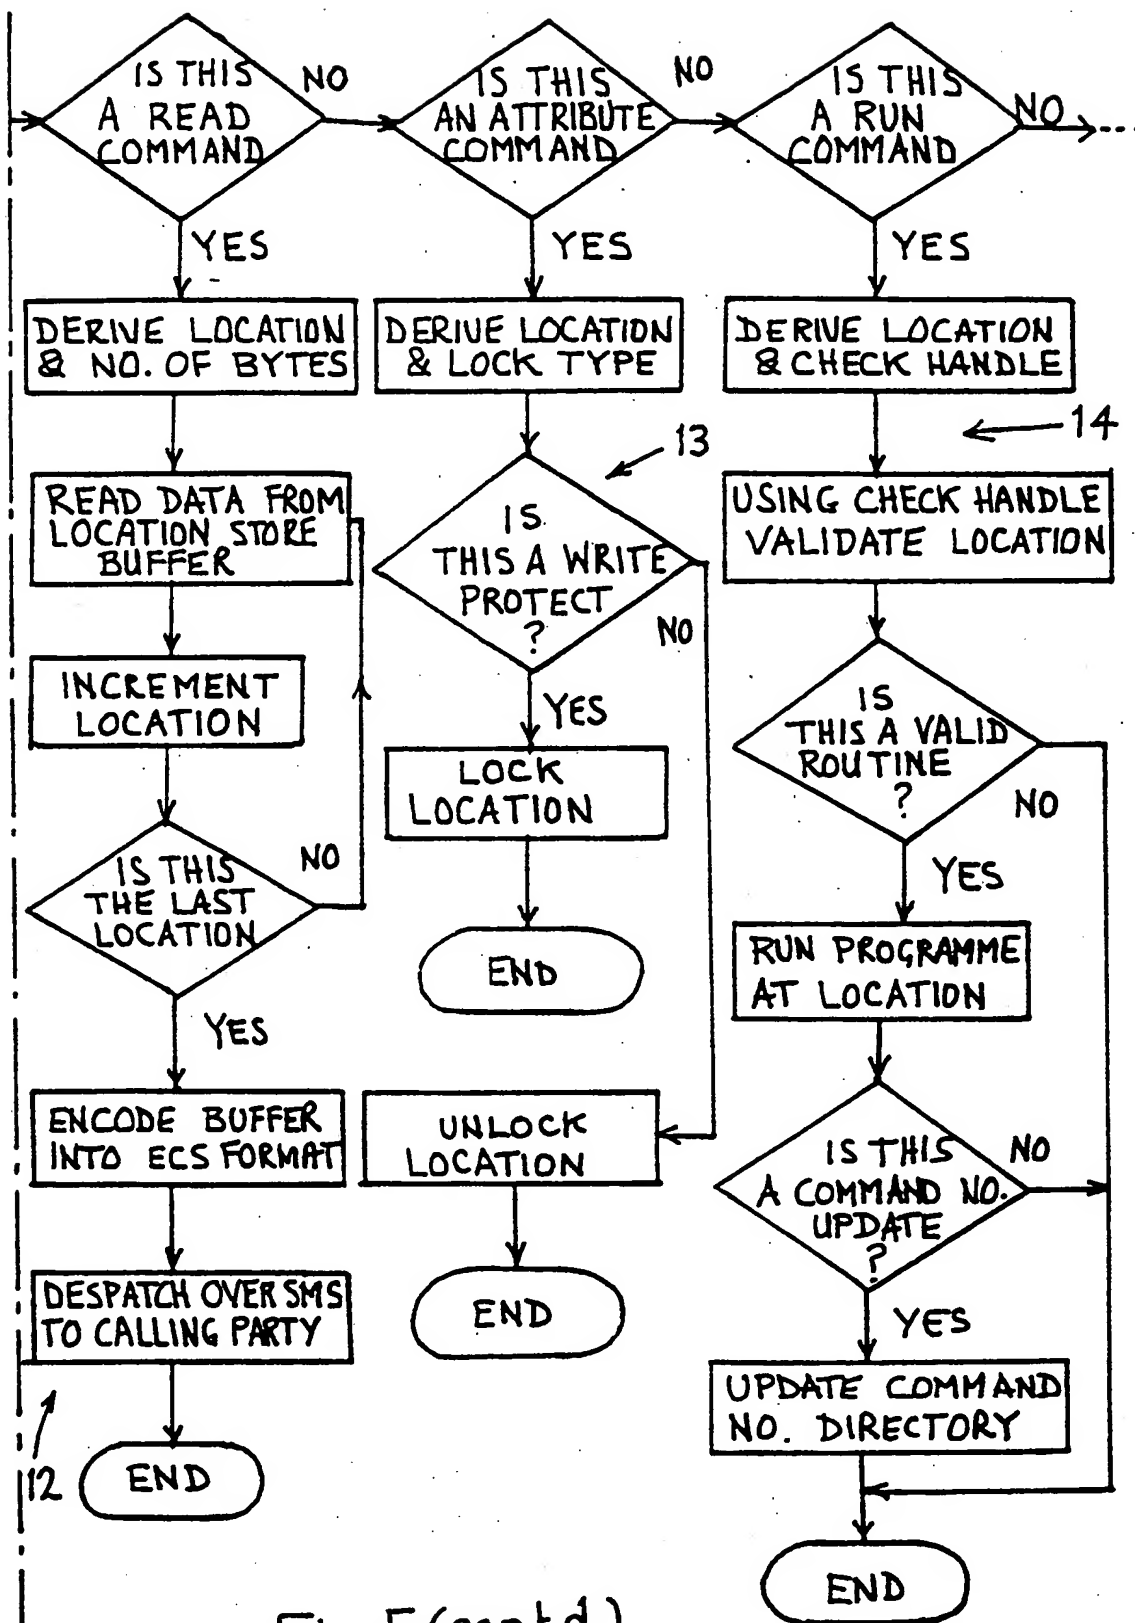 IS THIS
A READ
COMMAND
NO
IS THIS
AN ATTRIBUTE
COMMAND
NO
IS THIS
A RUN
COMMAND
NO
YES
YES
YES
DERIVE LOCATION
& NO. OF BYTES
DERIVE LOCATION
& LOCK TYPE
DERIVE LOCATION
& CHECK HANDLE
14
13
READ DATA FROM
LOCATION STORE
BUFFER
IS
THIS A WRITE
PROTECT
?
NO
USING CHECK HANDLE
VALIDATE LOCATION
INCREMENT
LOCATION
YES
IS
THIS A VALID
ROUTINE
?
NO
LOCK
LOCATION
IS THIS
THE LAST
LOCATION
NO
YES
END
RUN PROGRAMME
AT LOCATION
YES
ENCODE BUFFER
INTO ECS FORMAT
UNLOCK
LOCATION
IS THIS
A COMMAND NO.
UPDATE
?
NO
DESPATCH OVER SMS
TO CALLING PARTY
END
YES
UPDATE COMMAND
NO. DIRECTORY
12
END
END
Fig. 5 (cont'd)